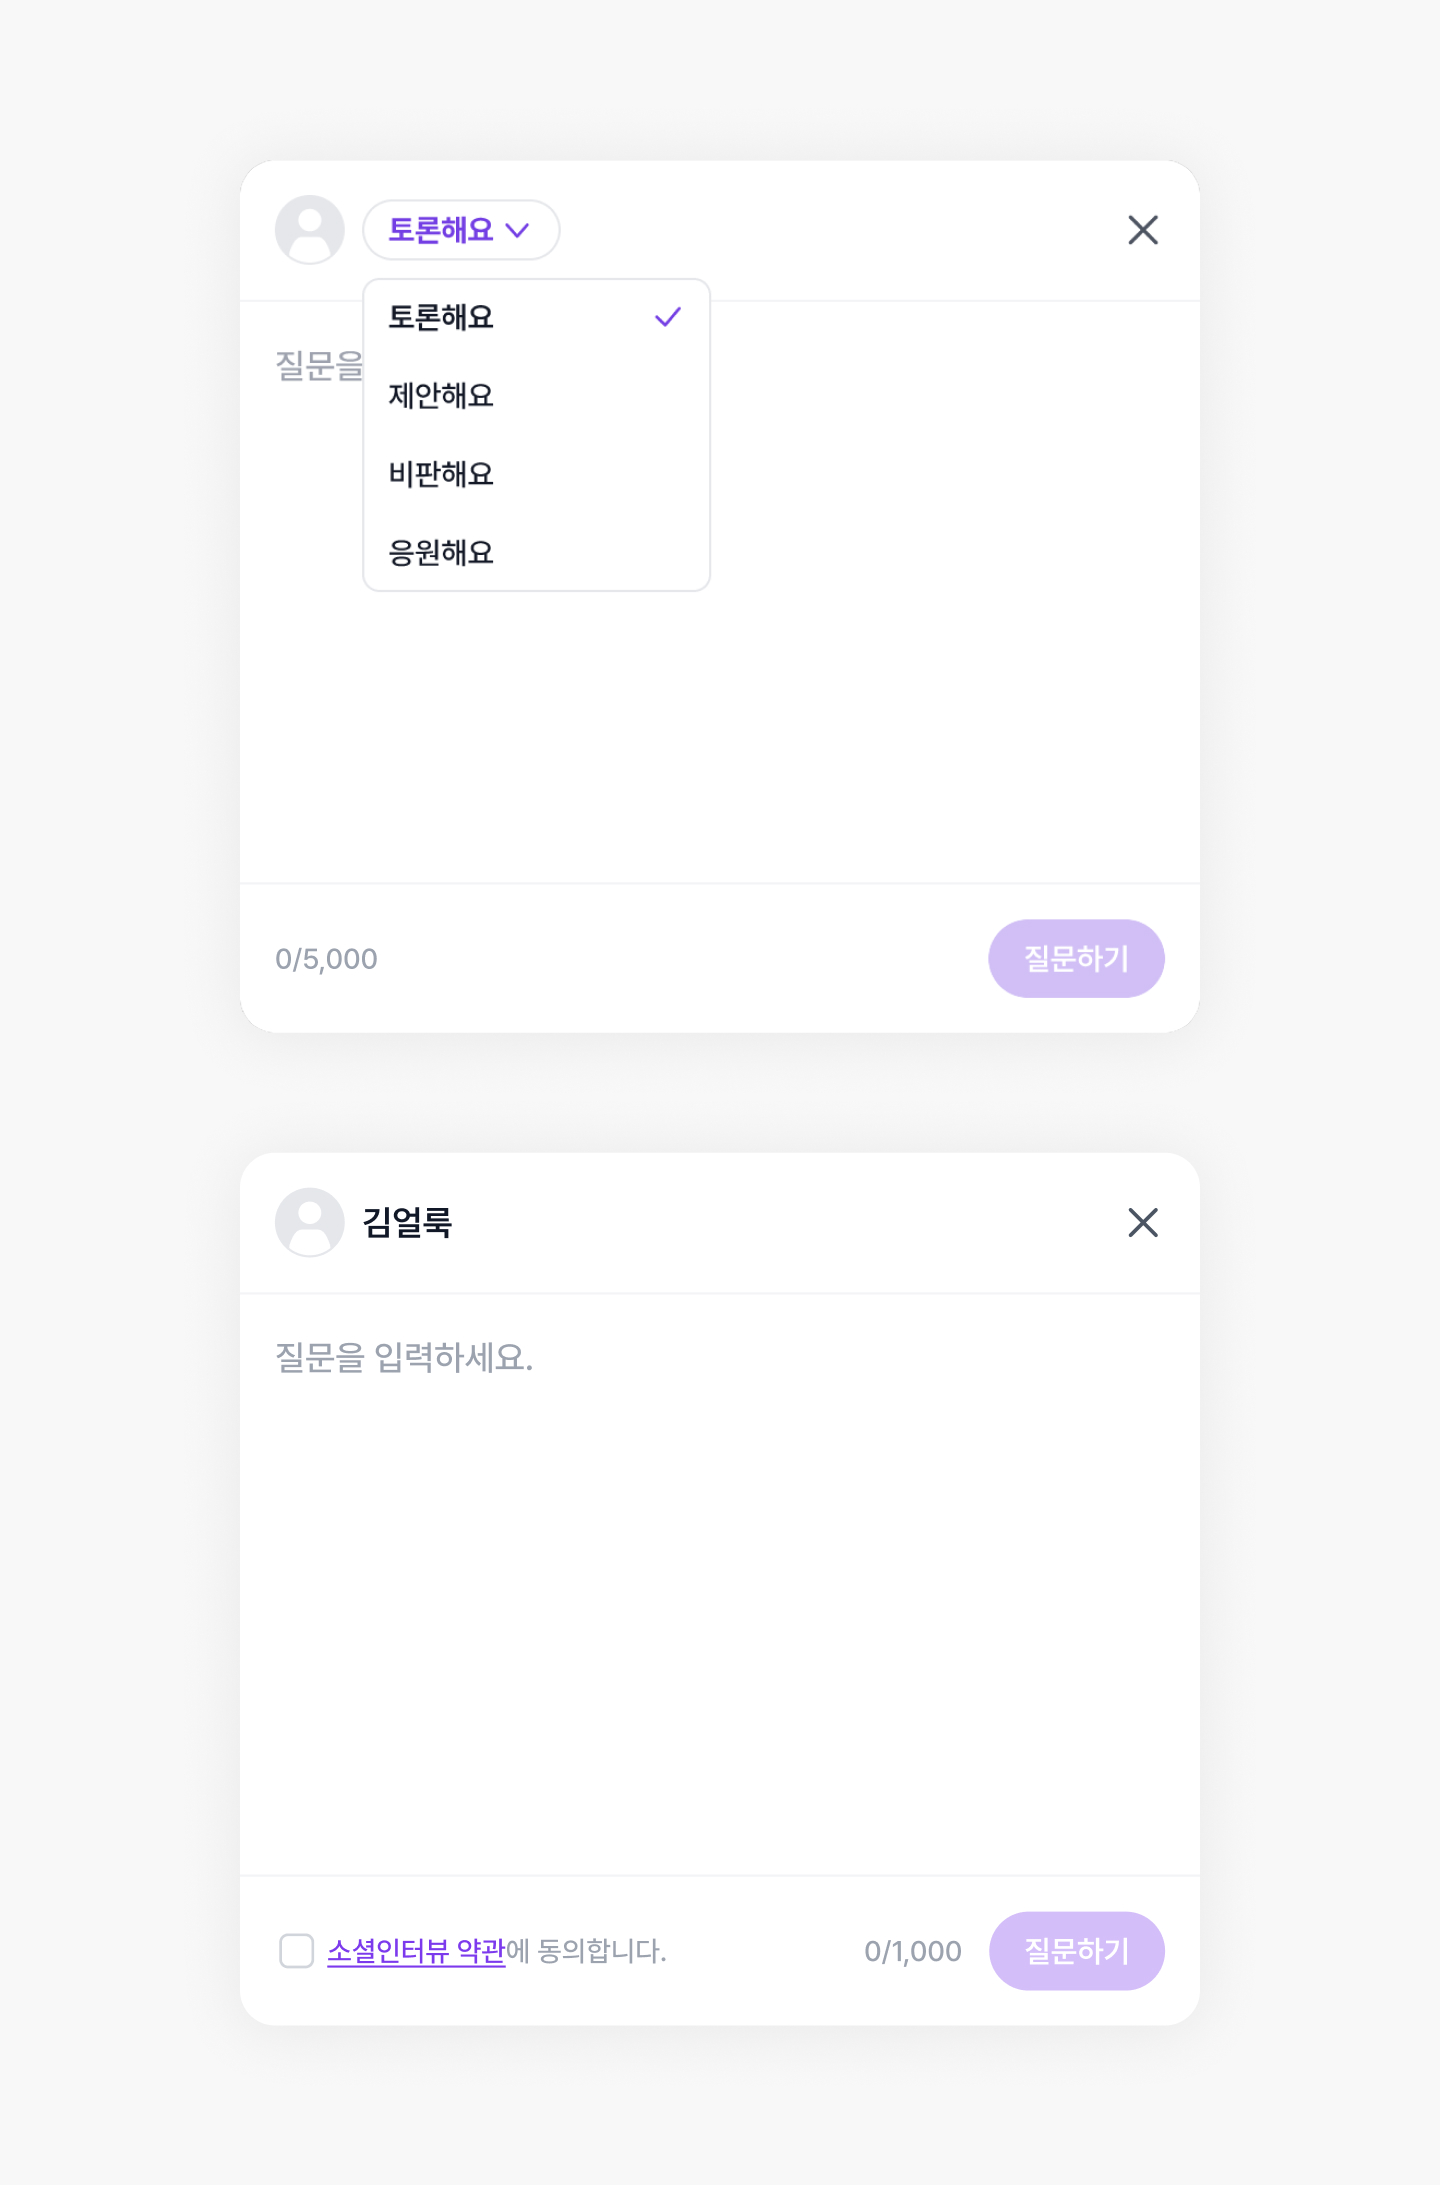 토론해요
토론해요
제안해요
비판해요
응원해요
질문을
0/5,000
질문하기
김얼룩
질문을 입력하세요.
소셜인터뷰 약관에 동의합니다.
0/1,000
질문하기